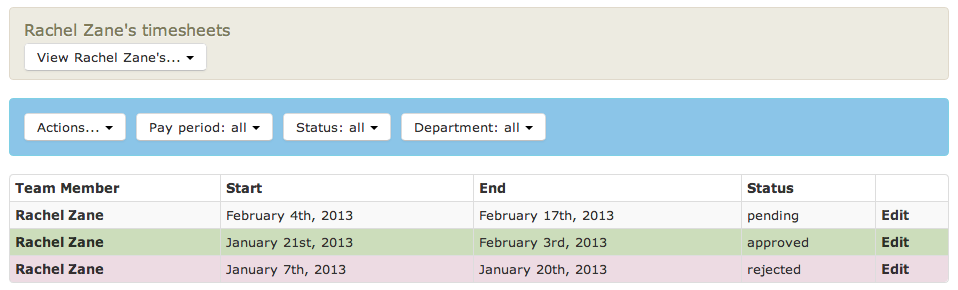 Rachel Zane's timesheets
View Rachel Zane's...
Actions... Pay period: all Status: all Department: all
Team Member Start End Status
Rachel Zane February 4th, 2013 February 17th, 2013 pending Edit
Rachel Zane January 21st, 2013 February 3rd, 2013 approved Edit
Rachel Zane January 7th, 2013 January 20th, 2013 rejected Edit